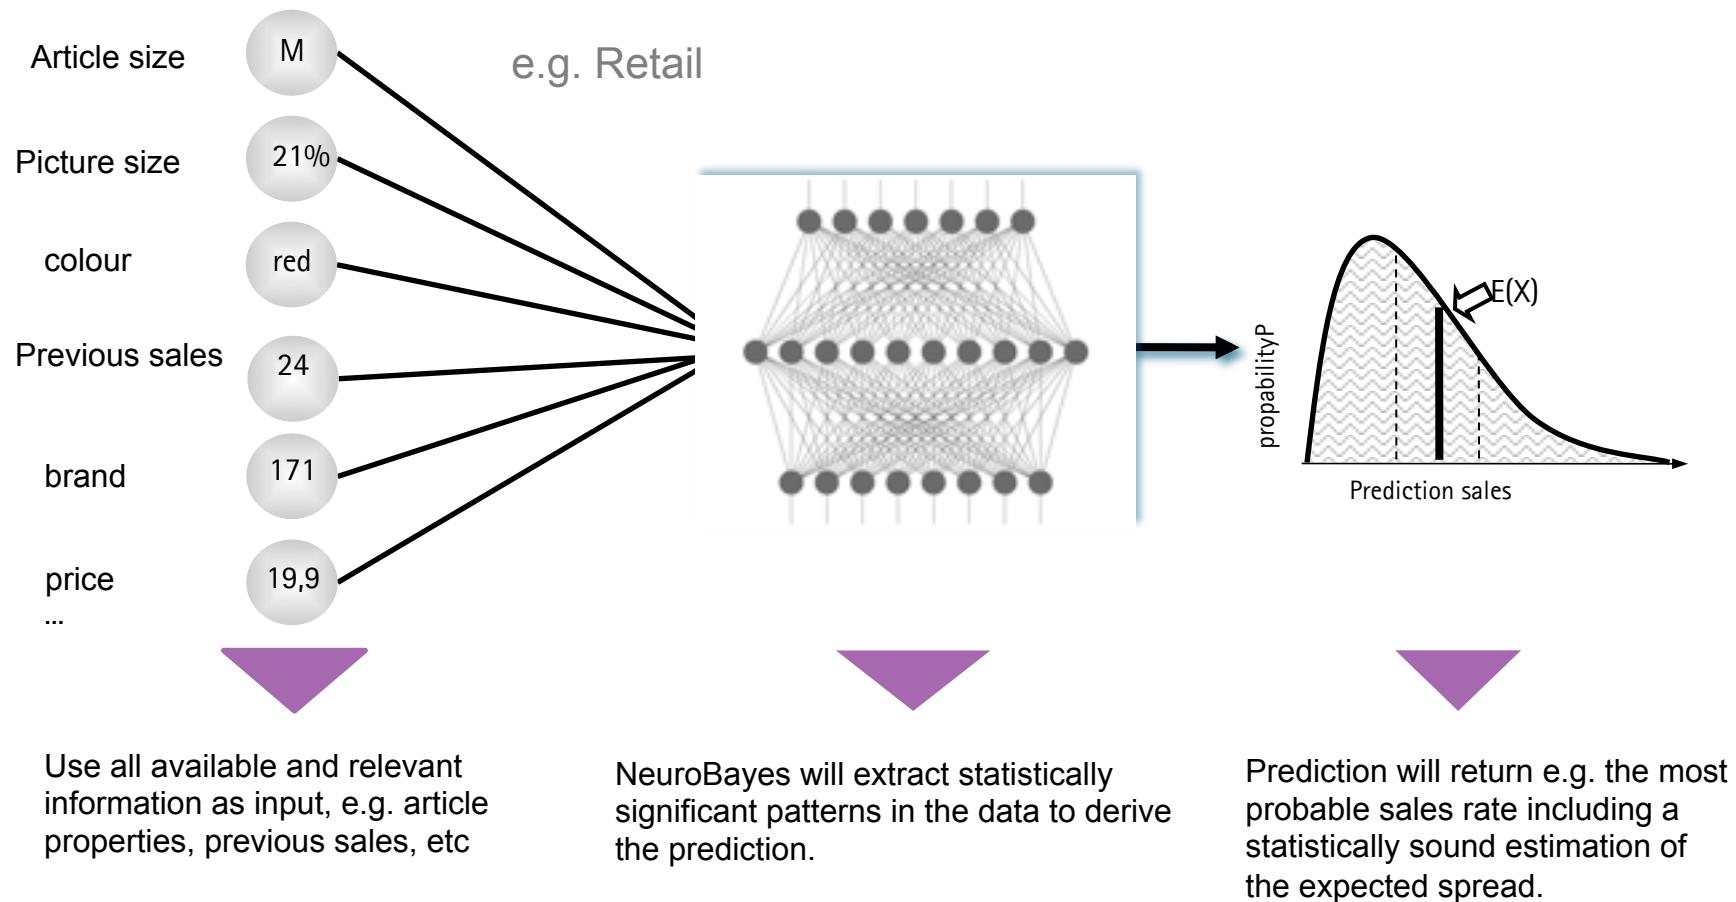 e.g. Retail
Article size
M
Picture size
21%
colour
red
Previous sales
24
brand
171
price
19,9
...
E(X)
propabilityP
Prediction sales
Use all available and relevant
information as input, e.g. article
properties, previous sales, etc
NeuroBayes will extract statistically
significant patterns in the data to derive
the prediction.
Prediction will return e.g. the most
probable sales rate including a
statistically sound estimation of
the expected spread.